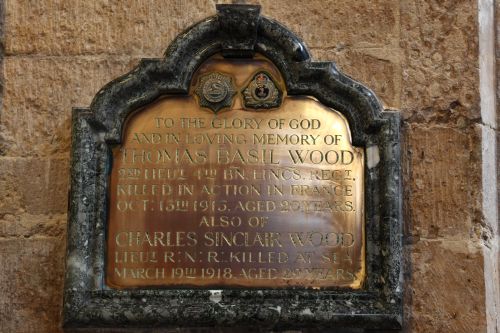 TO THE GLORY OF GOD
AND IN LOVING MEMORY OF
THOMAS BASIL WOOD
2ND LIEUT. 4TH BN. LINCS. REGT.
KILLED IN ACTION IN FRANCE
OCT: 13TH 1915. AGED 23 YEARS.
ALSO OF
CHARLES SINCLAIR WOOD
LIEUT R: N: R: KILLED AT SEA
MARCH 19TH 1918. AGED YEARS.